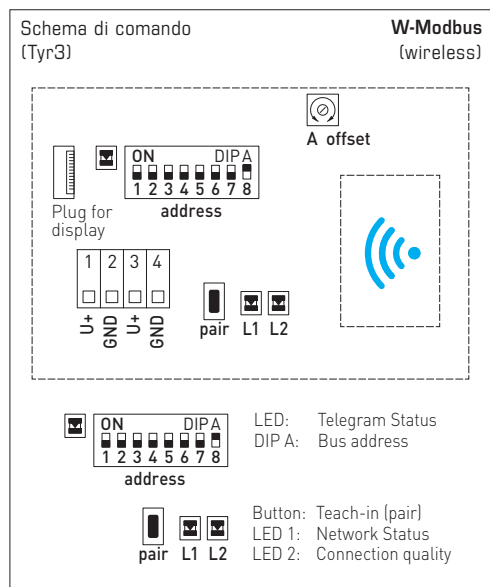 Schema di comando
(Tyr3)
W-Modbus
(wireless)
A offset
ON DIP A
1 2 3 4 5 6 7 8
address
Plug for
display
1 2 3 4
U+ GND U+ GND
pair L1 L2
ON DIP A
1 2 3 4 5 6 7 8
address
LED: Telegram Status
DIP A: Bus address
pair L1 L2
Button: Teach-in (pair)
LED 1: Network Status
LED 2: Connection quality